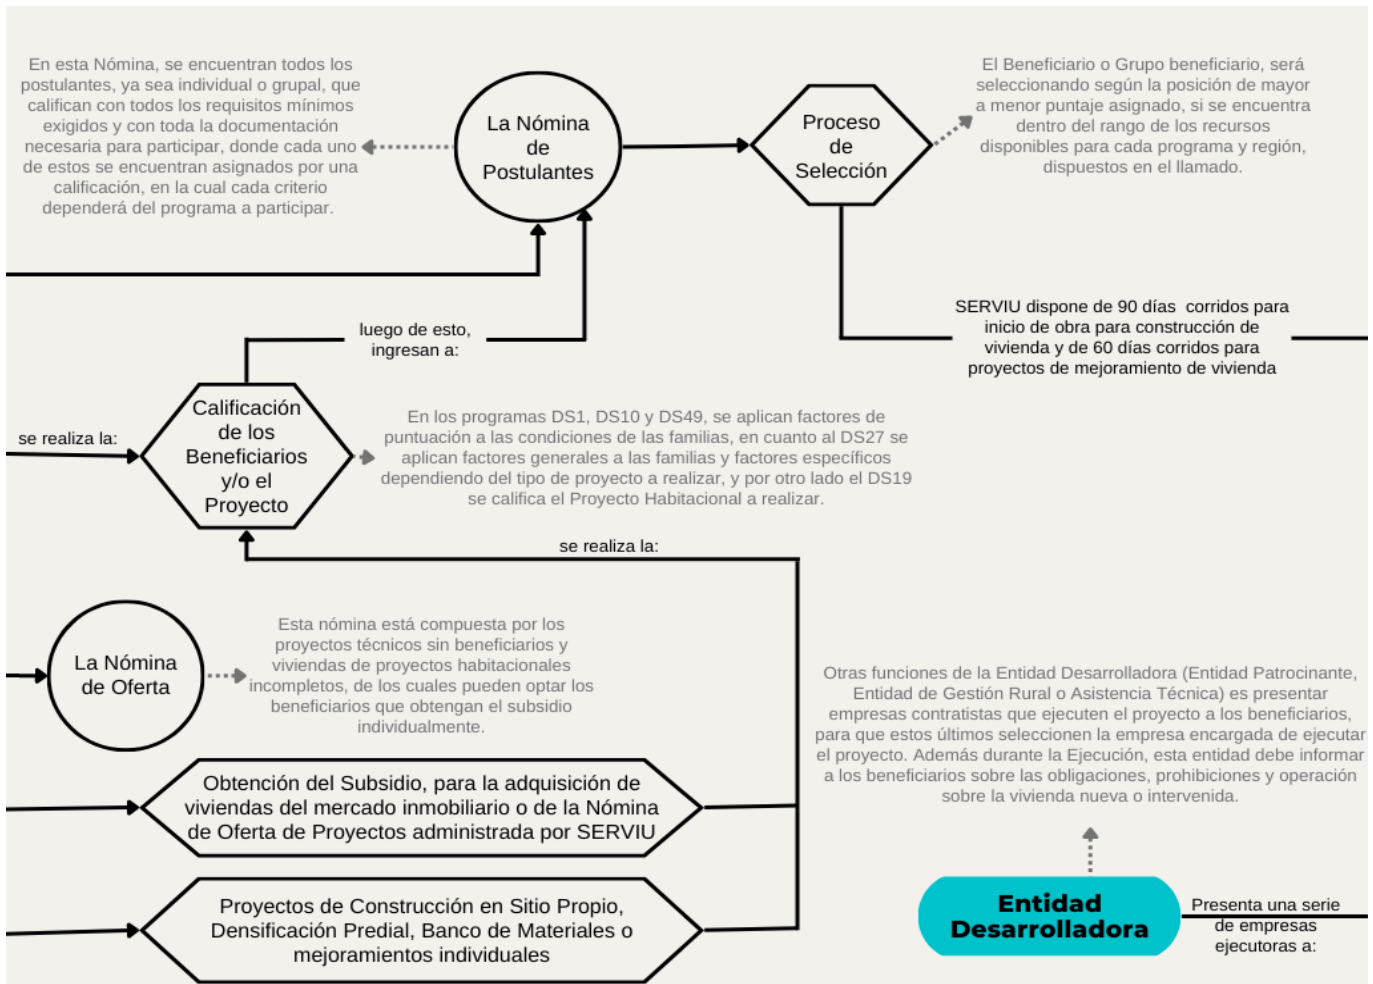 En esta Nómina, se encuentran todos los
postulantes, ya sea individual o grupal, que
califican con todos los requisitos mínimos
exigidos y con toda la documentación
necesaria para participar, donde cada uno
de estos se encuentran asignados por una
calificación, en la cual cada criterio
dependerá del programa a participar.
La Nómina
de
Postulantes
Proceso
de
Selección
El Beneficiario o Grupo beneficiario, será
seleccionando según la posición de mayor
a menor puntaje asignado, si se encuentra
dentro del rango de los recursos
disponibles para cada programa y región,
dispuestos en el llamado.
luego de esto,
ingresan a:
SERVIU dispone de 90 días corridos para
inicio de obra para construcción de
vivienda y de 60 días corridos para
proyectos de mejoramiento de vivienda
se realiza la:
Calificación
de los
Beneficiarios
y/o el
Proyecto
En los programas DS1, DS10 y DS49, se aplican factores de
puntuación a las condiciones de las familias, en cuanto al DS27 se
aplican factores generales a las familias y factores específicos
dependiendo del tipo de proyecto a realizar, y por otro lado el DS19
se califica el Proyecto Habitacional a realizar.
se realiza la:
La Nómina
de Oferta
Esta nómina está compuesta por los
proyectos técnicos sin beneficiarios y
viviendas de proyectos habitacionales
incompletos, de los cuales pueden optar los
beneficiarios que obtengan el subsidio
individualmente.
Otras funciones de la Entidad Desarrolladora (Entidad Patrocinante,
Entidad de Gestión Rural o Asistencia Técnica) es presentar
empresas contratistas que ejecuten el proyecto a los beneficiarios,
para que estos últimos seleccionen la empresa encargada de ejecutar
el proyecto. Además durante la Ejecución, esta entidad debe informar
a los beneficiarios sobre las obligaciones, prohibiciones y operación
sobre la vivienda nueva o intervenida.
Obtención del Subsidio, para la adquisición de
viviendas del mercado inmobiliario o de la Nómina
de Oferta de Proyectos administrada por SERVIU
Proyectos de Construcción en Sitio Propio,
Densificación Predial, Banco de Materiales o
mejoramientos individuales
Entidad
Desarrolladora
Presenta una serie
de empresas
ejecutoras a: